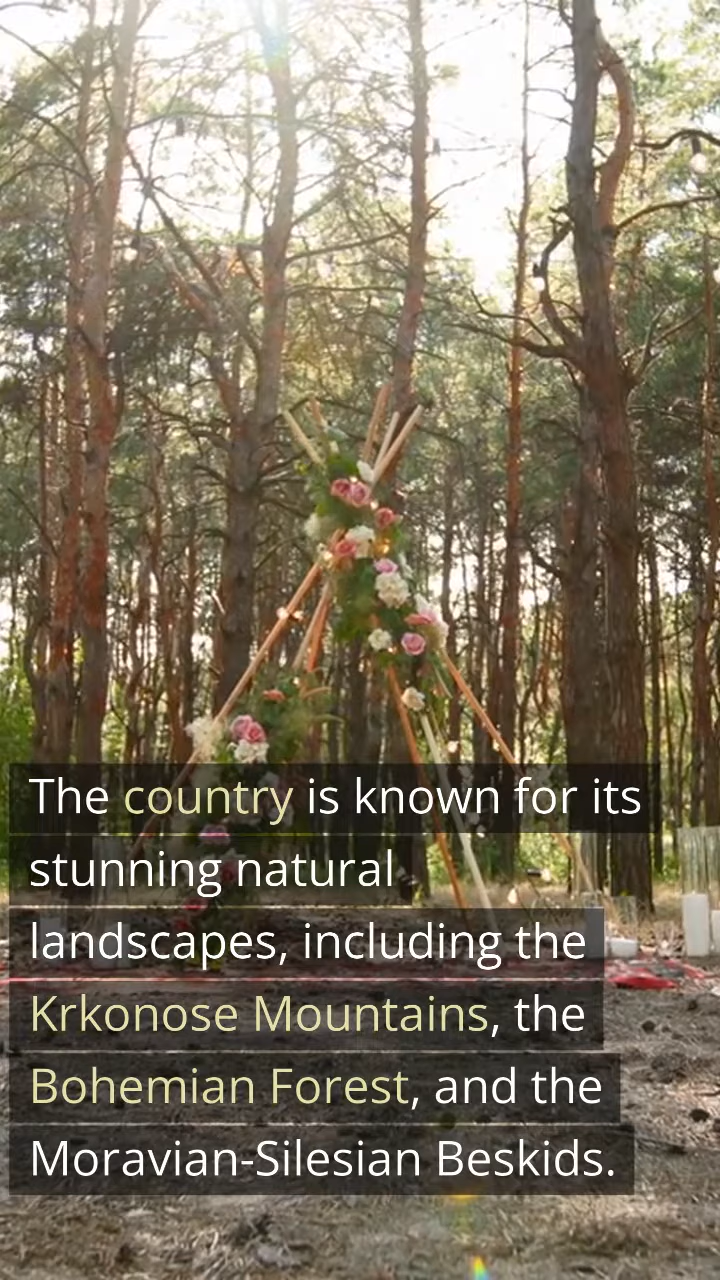 The country is known for its
stunning natural
landscapes, including the
Krkonose Mountains, the
Bohemian Forest, and the
Moravian-Silesian Beskids.